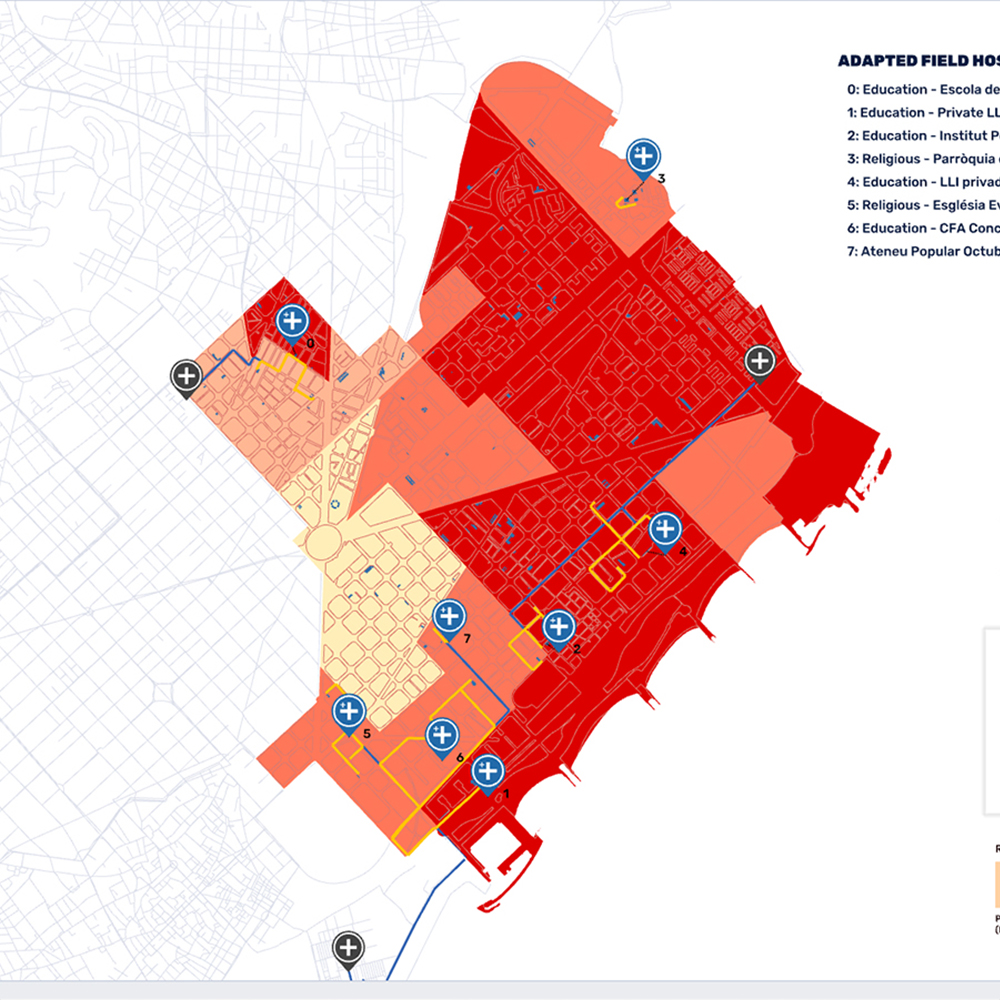 ADAPTED FIELD HOS
0: Education - Escola de
1: Education - Private LL
2: Education - Institut P
3: Religious - Parròquia
4: Education - LLI privad
5: Religious - Església Ev
6: Education - CFA Conc
7: Ateneu Popular Octub
3
0
4
7
2
5
6
1
R
P
(